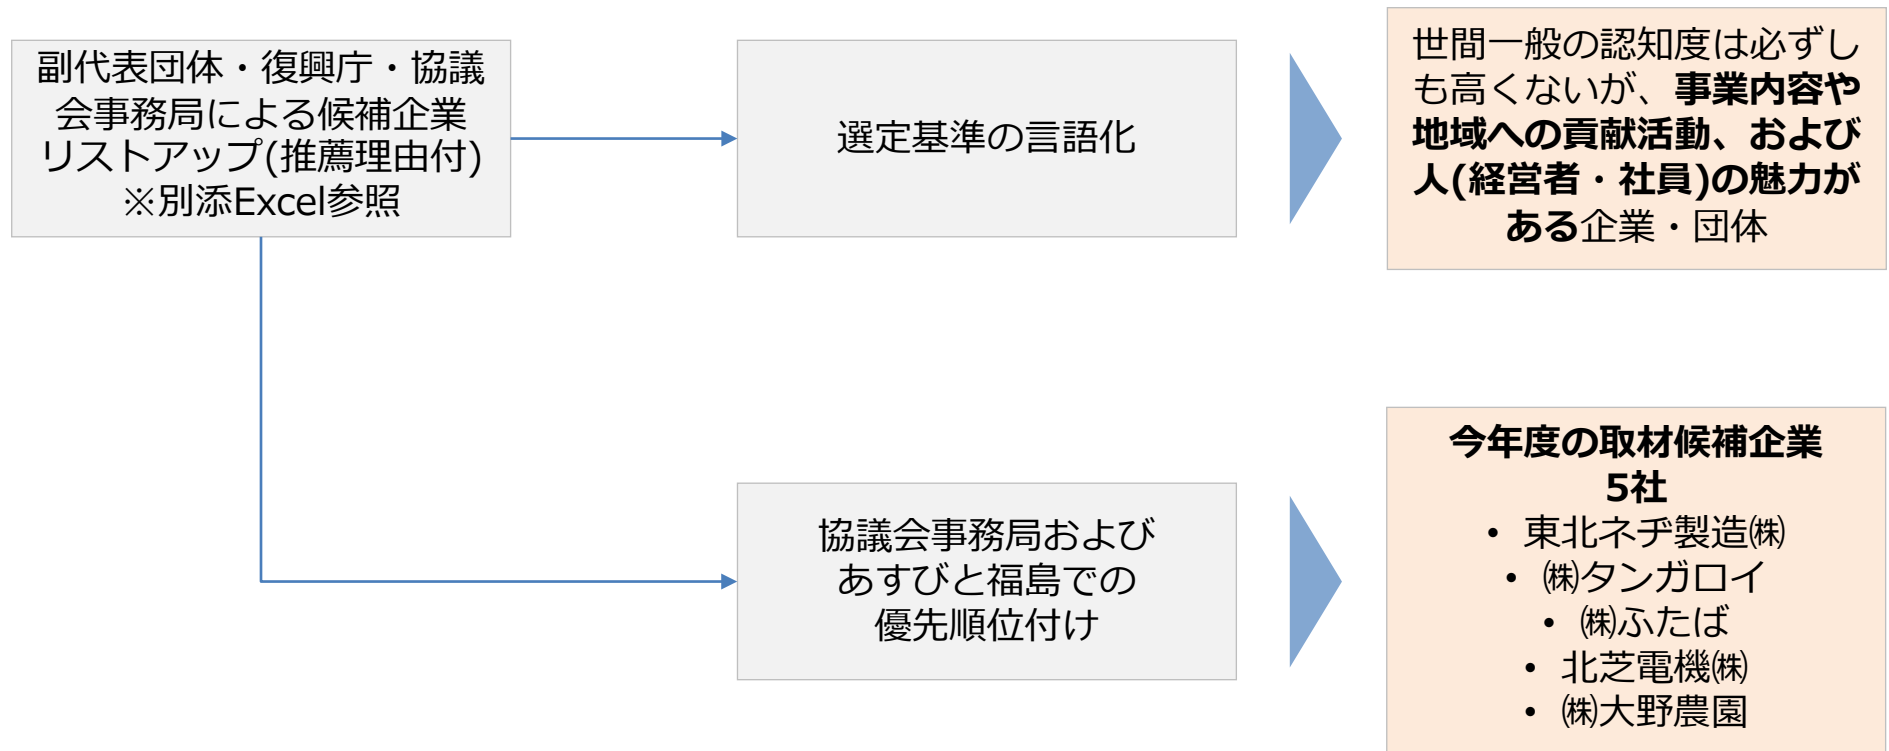 副代表団体・復興庁・協議
会事務局による候補企業
リストアップ(推薦理由付)
※別添Excel参照
選定基準の言語化
世間一般の認知度は必ずし
も高くないが、事業内容や
地域への貢献活動、および
人(経営者・社員)の魅力が
ある企業・団体
協議会事務局および
あすびと福島での
優先順位付け
今年度の取材候補企業
5社
• 東北ネヂ製造㈱
• ㈱タンガロイ
• ㈱ふたば
• 北芝電機㈱
• ㈱大野農園